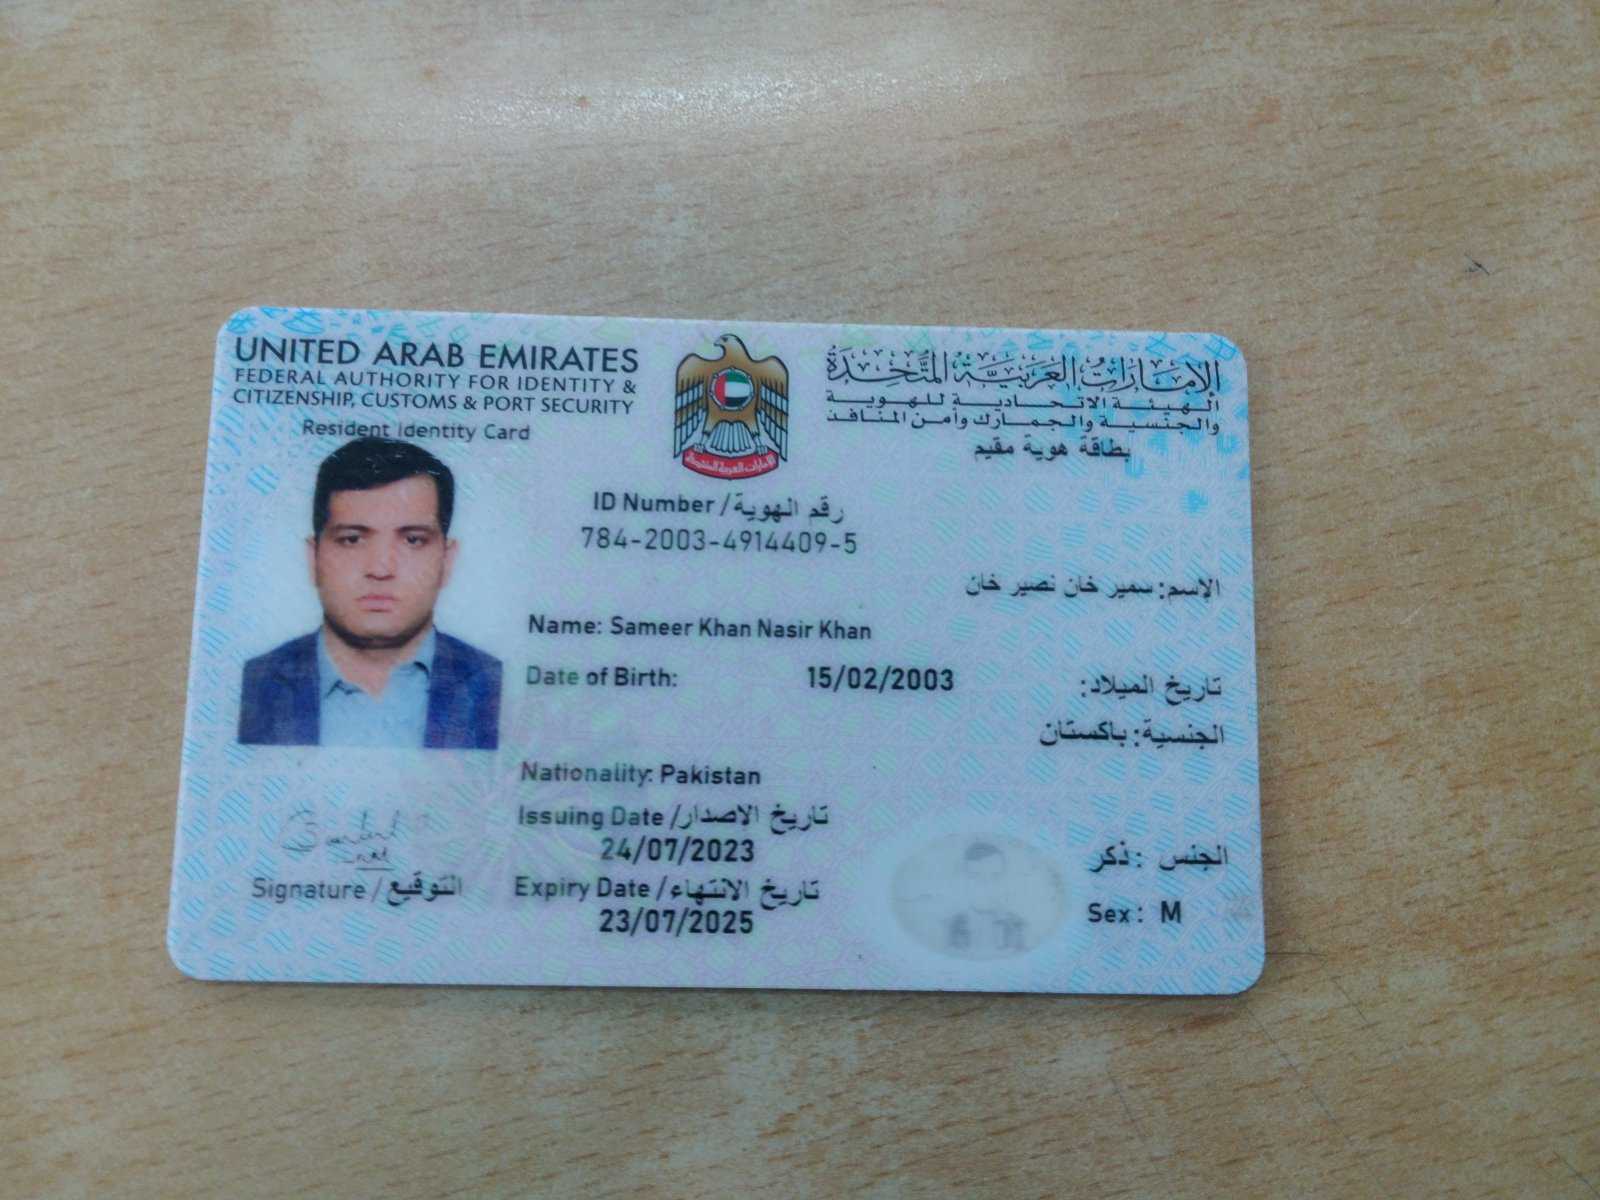 UNITED ARAB EMIRATES
FEDERAL AUTHORITY FOR IDENTITY &
CITIZENSHIP, CUSTOMS & PORT SECURITY
Resident Identity Card
الإمارات العربية المتحدة
الهيئة الاتحادية للهوية
والجنسية والجمارك وأمن المنافذ
بطاقة هوية مقيم
ID Number / رقم الهوية
784-2003-4914409-5
الإسم: سمير خان نصير خان
Name: Sameer Khan Nasir Khan
Date of Birth: 15/02/2003 تاريخ الميلاد:
الجنسية: باكستان
Nationality: Pakistan
Issuing Date / تاريخ الاصدار
24/07/2023
Expiry Date / تاريخ الانتهاء
23/07/2025
الجنس : ذكر
Sex : M
Signature / التوقيع